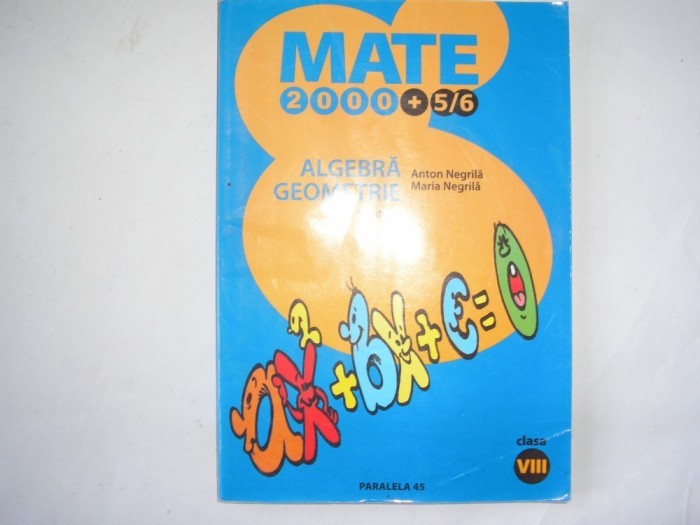 MATE
2000+5/6
ALGEBRĂ
GEOMETRIE
Anton Negrilă
Maria Negrilă
ax²+bx+c=0
clasa
VIII
PARALELA 45